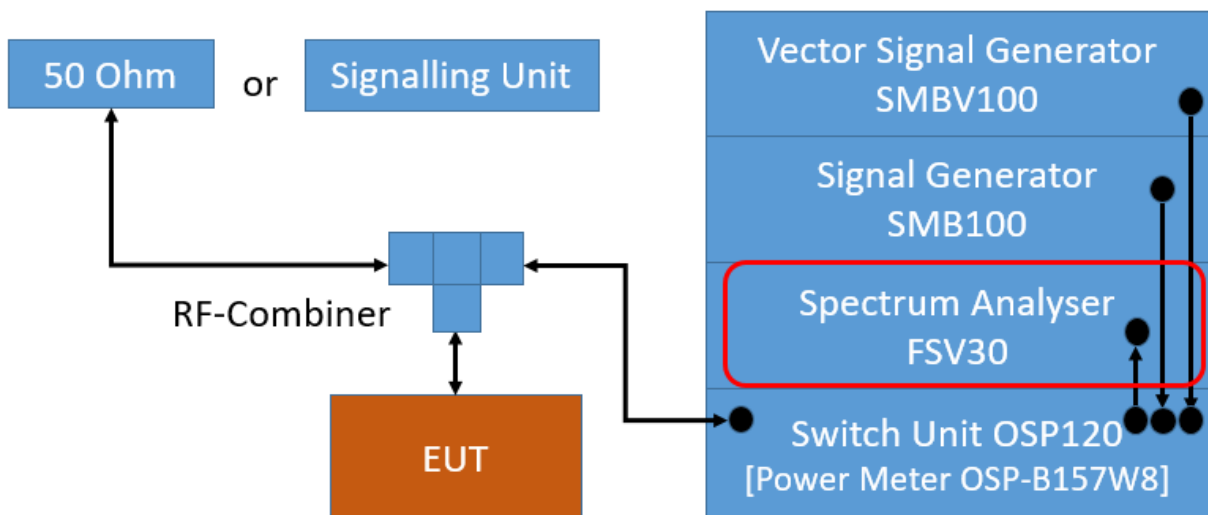 50 Ohm
or
Signalling Unit
RF-Combiner
EUT
Vector Signal Generator
SMBV100
Signal Generator
SMB100
Spectrum Analyser
FSV30
Switch Unit OSP120
[Power Meter OSP-B157W8]